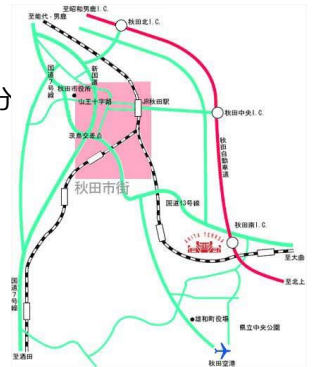 至昭和男鹿I.C.
至能代・男鹿
秋田北I.C.
分
国道7号線
新国道
秋田市役所
山王十字路
JR秋田駅
秋田中央I.C.
茨島交差点
秋田自動車道
秋田市街
国道13号線
秋田南I.C.
AKITA TERRSA
至大曲
国道7号線
至北上
雄和町役場
県立中央公園
至酒田
秋田空港